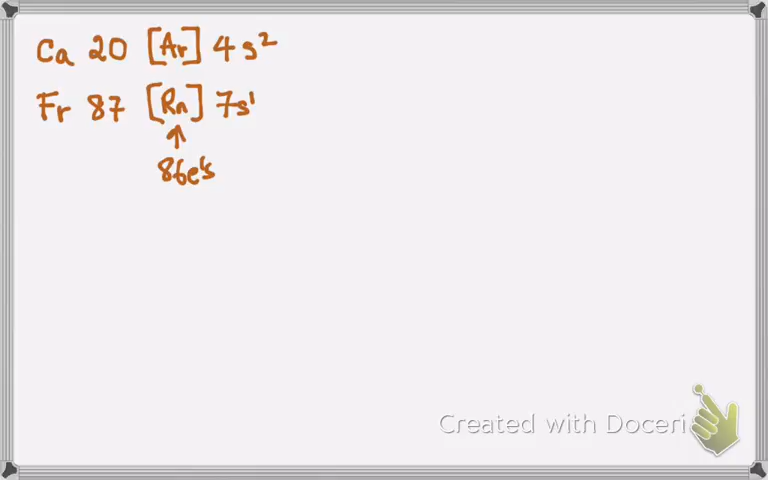 Ca 20 [Ar] 4s²
Fr 87 [Rn] 7s¹
↑
86e's
Created with Doceri